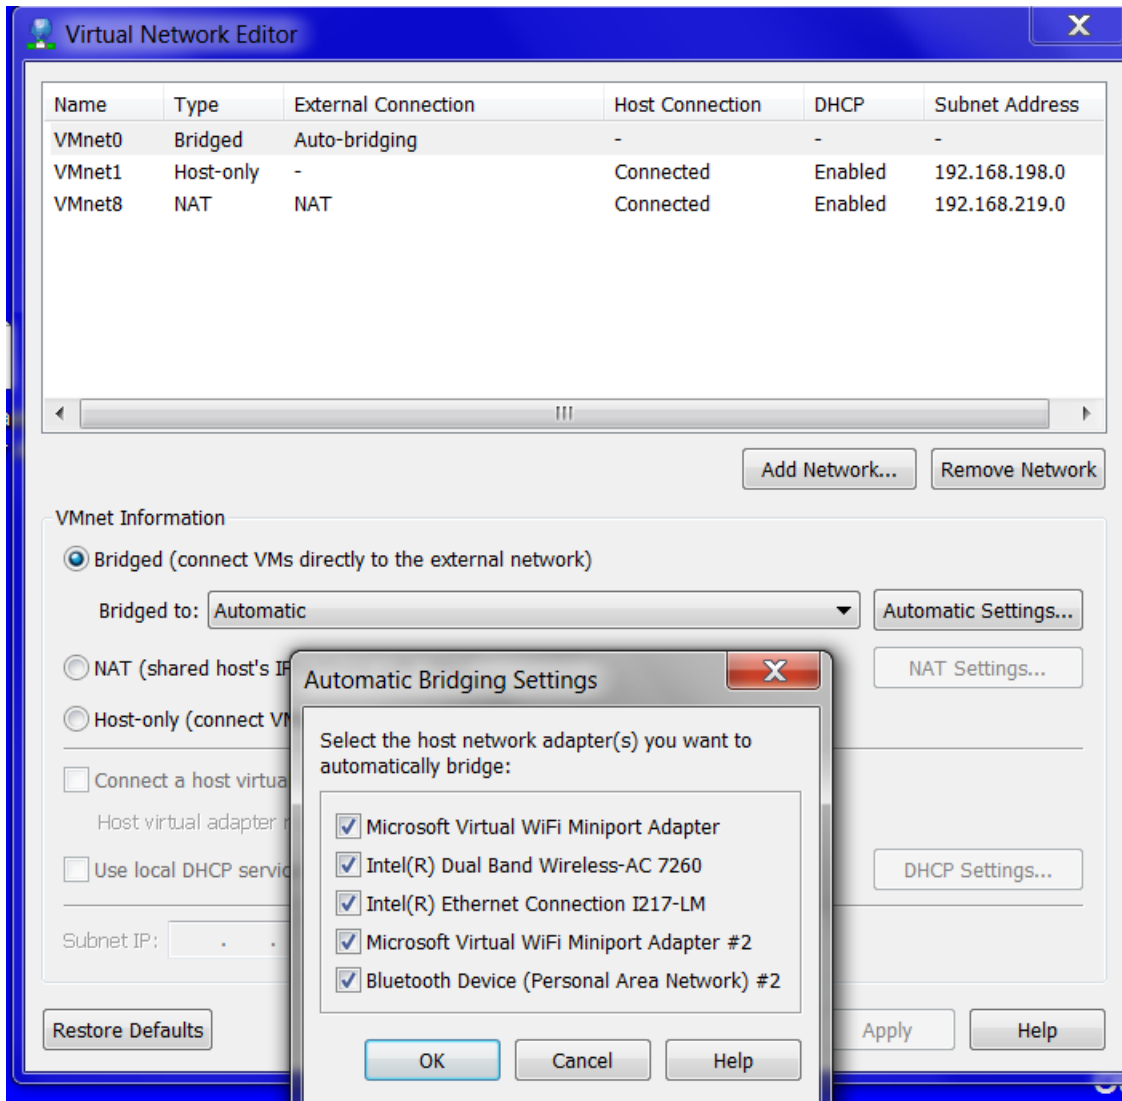 Virtual Network Editor
X
Name Type External Connection Host Connection DHCP Subnet Address
VMnet0 Bridged Auto-bridging - - -
VMnet1 Host-only - Connected Enabled 192.168.198.0
VMnet8 NAT NAT Connected Enabled 192.168.219.0
Add Network... Remove Network
VMnet Information
Bridged (connect VMs directly to the external network)
Bridged to: Automatic Automatic Settings...
NAT (shared host's NAT Settings...
Host-only (connect
Connect a host
Host virtual adapter
Use local DHCP DHCP Settings...
Subnet IP: . .
Restore Defaults Apply Help
Automatic Bridging Settings
X
Select the host network adapter(s) you want to
automatically bridge:
Microsoft Virtual WiFi Miniport Adapter
Intel(R) Dual Band Wireless-AC 7260
Intel(R) Ethernet Connection I217-LM
Microsoft Virtual WiFi Miniport Adapter #2
Bluetooth Device (Personal Area Network) #2
OK Cancel Help